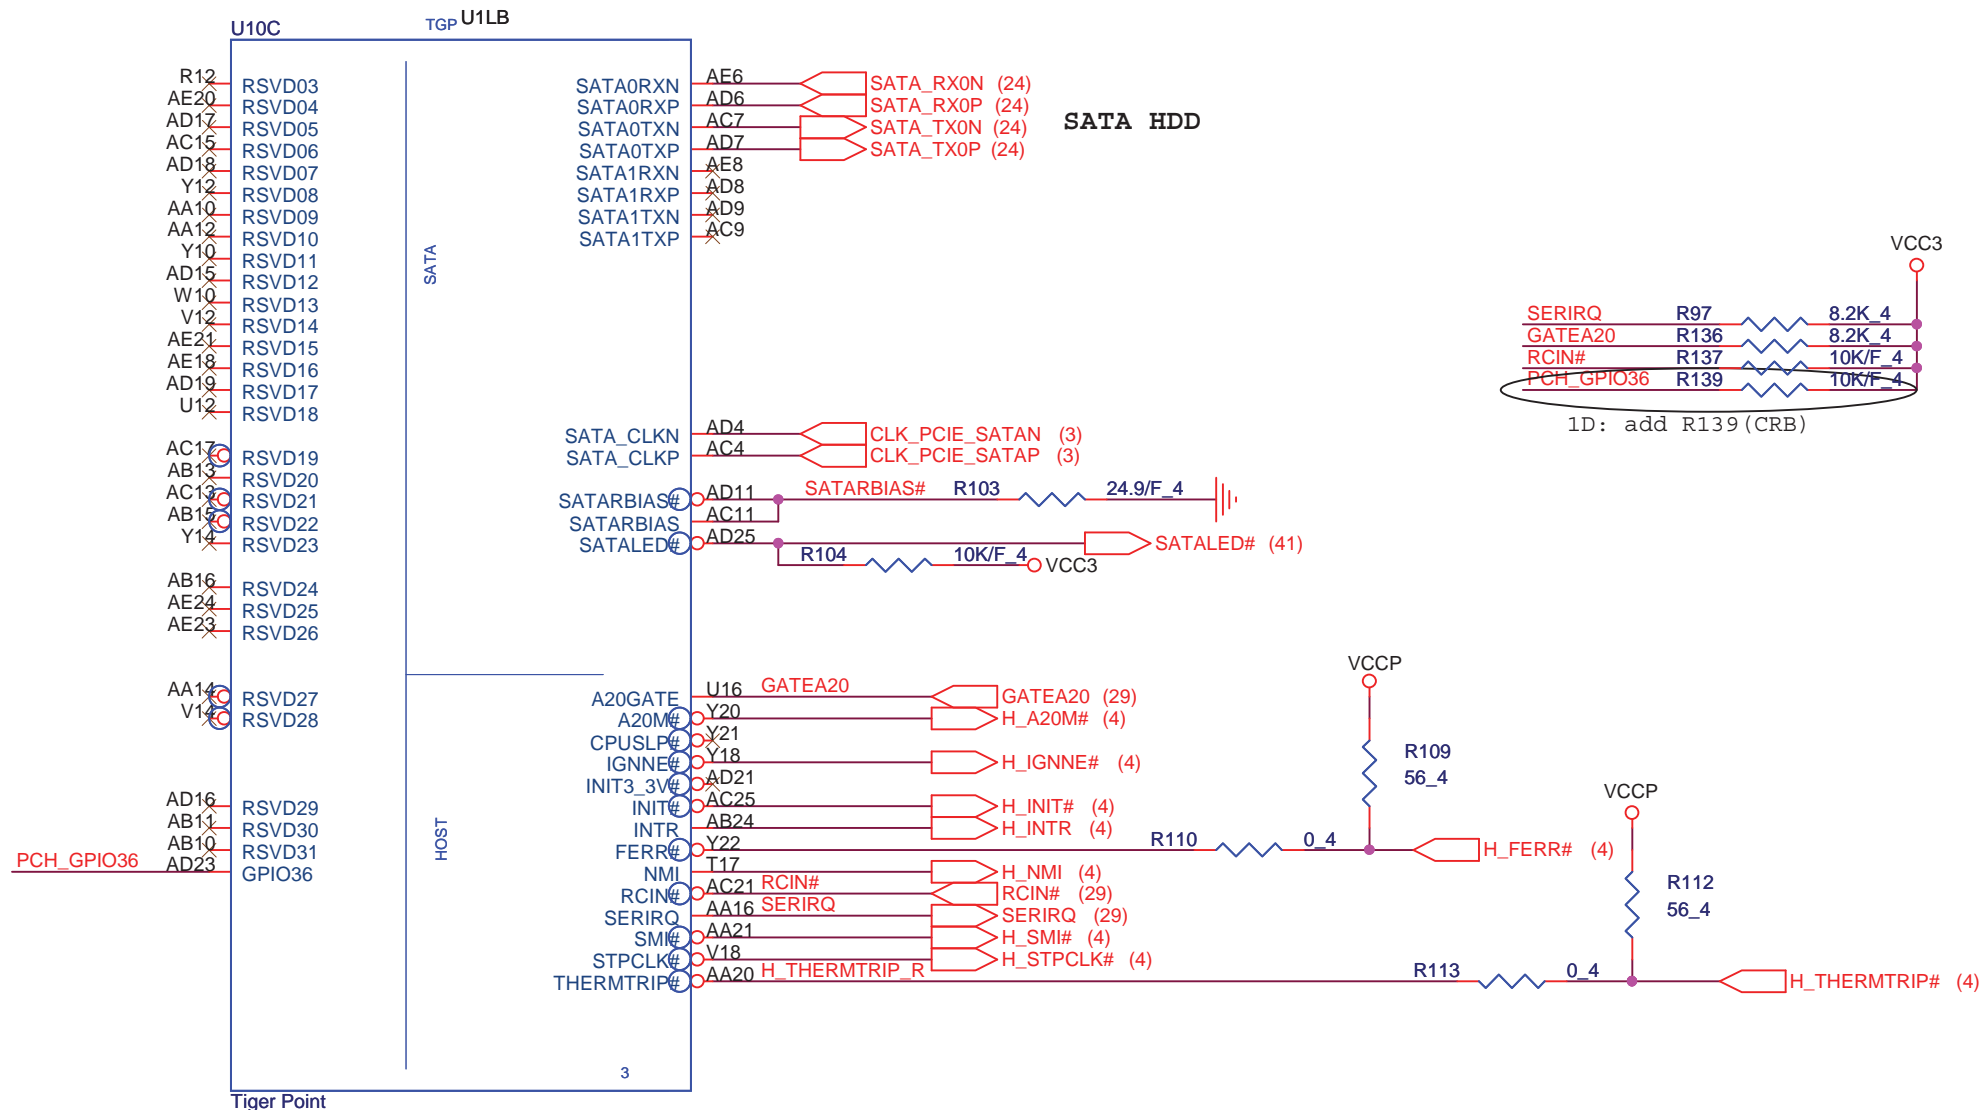 U10C
TGP U1LB
R12 RSVD03
AE20 RSVD04
AD17 RSVD05
AC15 RSVD06
AD18 RSVD07
Y12 RSVD08
AA10 RSVD09
AA12 RSVD10
Y10 RSVD11
AD15 RSVD12
W10 RSVD13
V12 RSVD14
AE21 RSVD15
AE18 RSVD16
AD19 RSVD17
U12 RSVD18
AC17 RSVD19
AB13 RSVD20
AC13 RSVD21
AB15 RSVD22
Y14 RSVD23
AB16 RSVD24
AE24 RSVD25
AE23 RSVD26
AA14 RSVD27
V14 RSVD28
AD16 RSVD29
AB11 RSVD30
AB10 RSVD31
PCH_GPIO36 AD23 GPIO36
SATA
HOST
SATA0RXN AE6 SATA_RX0N (24)
SATA0RXP AD6 SATA_RX0P (24)
SATA0TXN AC7 SATA_TX0N (24)
SATA0TXP AD7 SATA_TX0P (24)
SATA1RXN AE8
SATA1RXP AD8
SATA1TXN AD9
SATA1TXP AC9
SATA HDD
SATA_CLKN AD4 CLK_PCIE_SATAN (3)
SATA_CLKP AC4 CLK_PCIE_SATAP (3)
SATARBIAS# AD11 SATARBIAS# R103 24.9/F_4
SATARBIAS AC11
SATALED# AD25 SATALED# (41)
R104 10K/F_4 VCC3
A20GATE U16 GATEA20 GATEA20 (29)
A20M# Y20 H_A20M# (4)
CPUSLP# Y21
IGNNE# Y18 H_IGNNE# (4)
INIT3_3V# AD21
INIT# AC25 H_INIT# (4)
INTR AB24 H_INTR (4)
FERR# Y22 R110 0_4 H_FERR# (4)
NMI T17 H_NMI (4)
RCIN# AC21 RCIN# RCIN# (29)
SERIRQ AA16 SERIRQ SERIRQ (29)
SMI# AA21 H_SMI# (4)
STPCLK# V18 H_STPCLK# (4)
THERMTRIP# AA20 H_THERMTRIP_R R113 0_4 H_THERMTRIP# (4)
VCCP
R109
56_4
VCCP
R112
56_4
VCC3
SERIRQ R97 8.2K_4
GATEA20 R136 8.2K_4
RCIN# R137 10K/F_4
PCH_GPIO36 R139 10K/F_4
1D: add R139(CRB)
3
Tiger Point